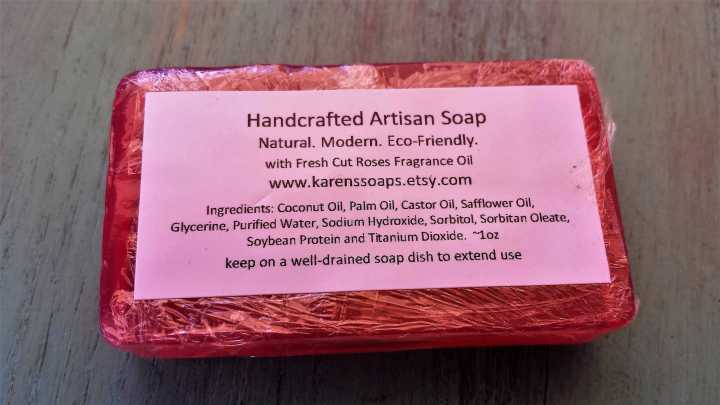 Handcrafted Artisan Soap
Natural. Modern. Eco-Friendly.
with Fresh Cut Roses Fragrance Oil
www.karenssoaps.etsy.com
Ingredients: Coconut Oil, Palm Oil, Castor Oil, Safflower Oil,
Glycerine, Purified Water, Sodium Hydroxide, Sorbitol, Sorbitan Oleate,
Soybean Protein and Titanium Dioxide. ~1oz
keep on a well-drained soap dish to extend use